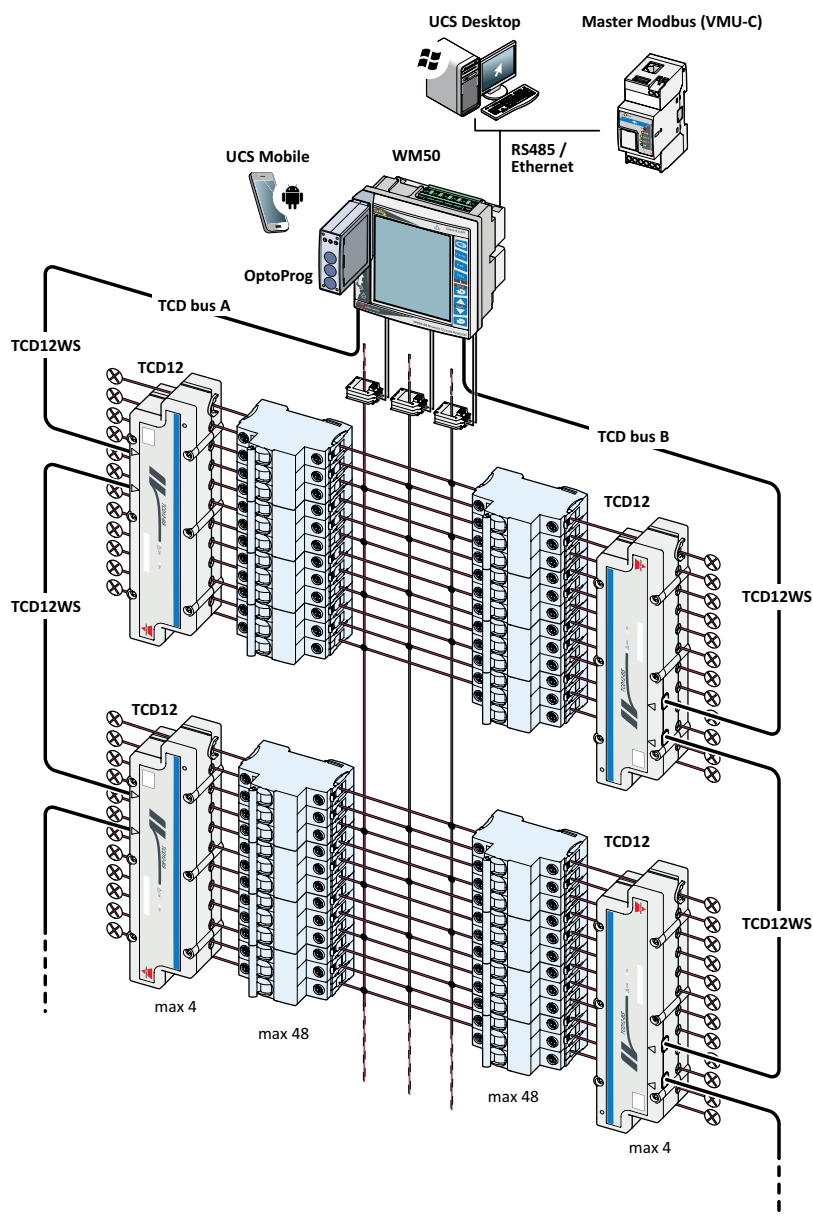 UCS Desktop
Master Modbus (VMU-C)
RS485 /
Ethernet
UCS Mobile
WM50
OptoProg
TCD bus A
TCD12WS
TCD12
TCD bus B
TCD12
TCD12WS
TCD12WS
TCD12
TCD12
TCD12WS
max 4
max 48
max 48
max 4